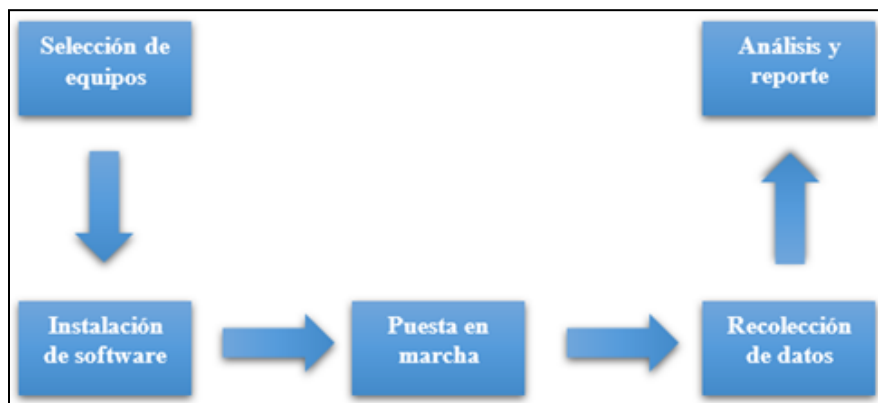 Selección de
equipos
Análisis y
reporte
Instalación
de software
Puesta en
marcha
Recolección
de datos